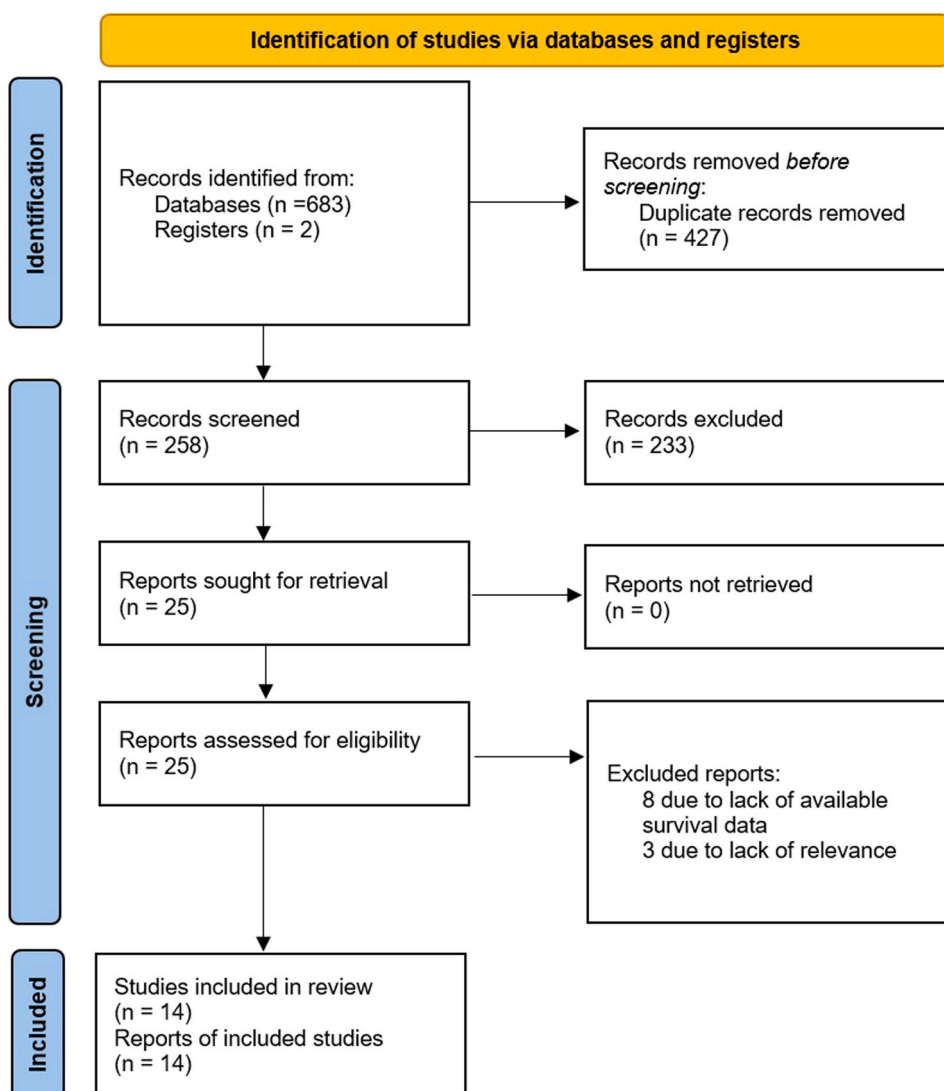 Identification of studies via databases and registers
Identification
Records identified from:
Databases (n =683)
Registers (n = 2)
Records removed before
screening:
Duplicate records removed
(n = 427)
Screening
Records screened
(n = 258)
Records excluded
(n = 233)
Reports sought for retrieval
(n = 25)
Reports not retrieved
(n = 0)
Reports assessed for eligibility
(n = 25)
Excluded reports:
8 due to lack of available
survival data
3 due to lack of relevance
Included
Studies included in review
(n = 14)
Reports of included studies
(n = 14)